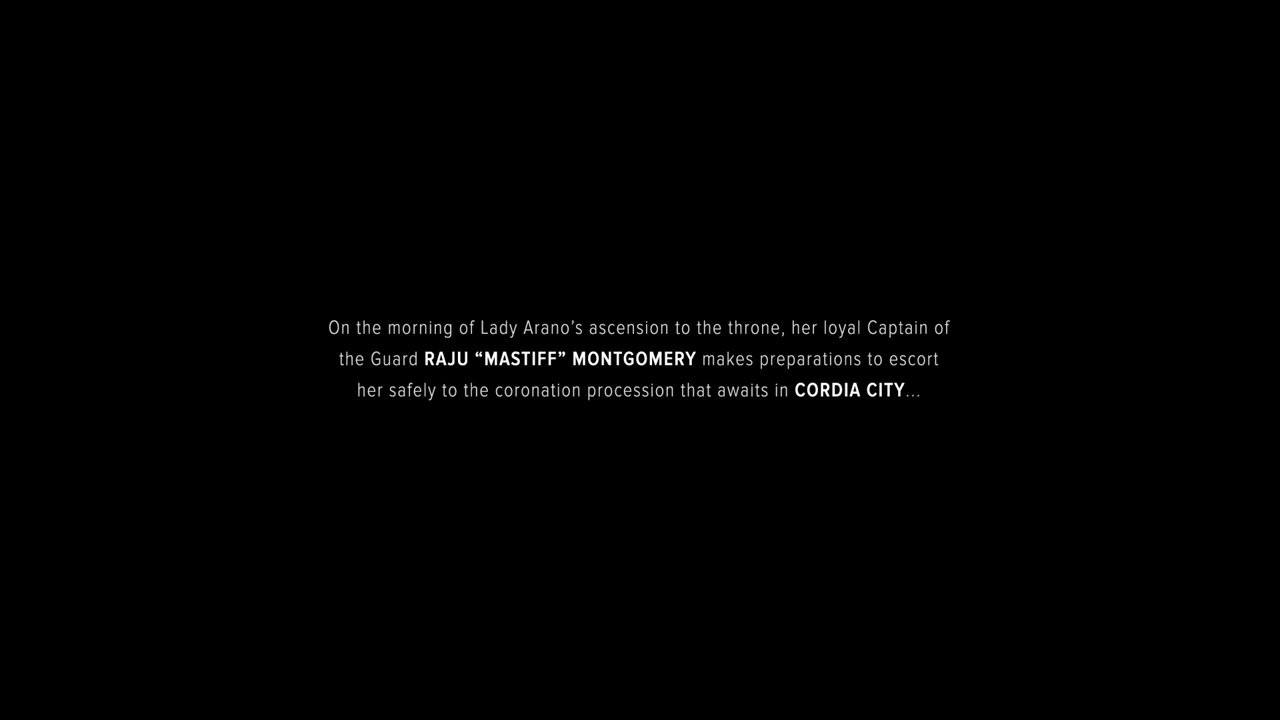 On the morning of Lady Arano’s ascension to the throne, her loyal Captain of
the Guard RAJU “MASTIFF” MONTGOMERY makes preparations to escort
her safely to the coronation procession that awaits in CORDIA CITY...